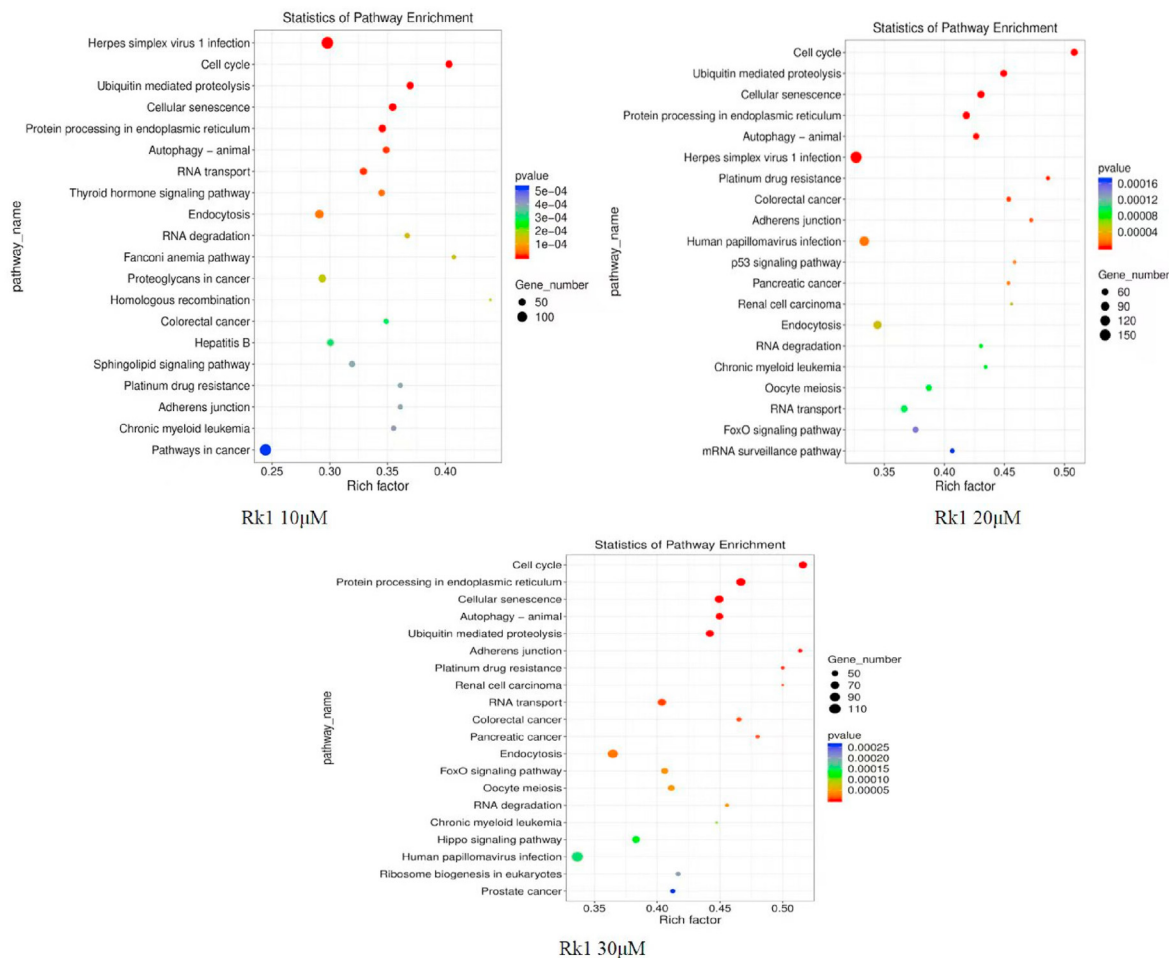 Statistics of Pathway Enrichment
Herpes simplex virus 1 infection
Cell cycle
Ubiquitin mediated proteolysis
Cellular senescence
Protein processing in endoplasmic reticulum
Autophagy − animal
RNA transport
Thyroid hormone signaling pathway
Endocytosis
RNA degradation
Fanconi anemia pathway
Proteoglycans in cancer
Homologous recombination
Colorectal cancer
Hepatitis B
Sphingolipid signaling pathway
Platinum drug resistance
Adherens junction
Chronic myeloid leukemia
Pathways in cancer
pathway_name
0.25 0.30 0.35 0.40
Rich factor
pvalue
5e−04
4e−04
3e−04
2e−04
1e−04
Gene_number
50
100
Rk1 10μM
Statistics of Pathway Enrichment
Cell cycle
Ubiquitin mediated proteolysis
Cellular senescence
Protein processing in endoplasmic reticulum
Autophagy − animal
Herpes simplex virus 1 infection
Platinum drug resistance
Colorectal cancer
Adherens junction
Human papillomavirus infection
p53 signaling pathway
Pancreatic cancer
Renal cell carcinoma
Endocytosis
RNA degradation
Chronic myeloid leukemia
Oocyte meiosis
RNA transport
FoxO signaling pathway
mRNA surveillance pathway
pathway_name
0.35 0.40 0.45 0.50
Rich factor
pvalue
0.00016
0.00012
0.00008
0.00004
Gene_number
60
90
120
150
Rk1 20μM
Statistics of Pathway Enrichment
Cell cycle
Protein processing in endoplasmic reticulum
Cellular senescence
Autophagy − animal
Ubiquitin mediated proteolysis
Adherens junction
Platinum drug resistance
Renal cell carcinoma
RNA transport
Colorectal cancer
Pancreatic cancer
Endocytosis
FoxO signaling pathway
Oocyte meiosis
RNA degradation
Chronic myeloid leukemia
Hippo signaling pathway
Human papillomavirus infection
Ribosome biogenesis in eukaryotes
Prostate cancer
pathway_name
0.35 0.40 0.45 0.50
Rich factor
Gene_number
50
70
90
110
pvalue
0.00025
0.00020
0.00015
0.00010
0.00005
Rk1 30μM